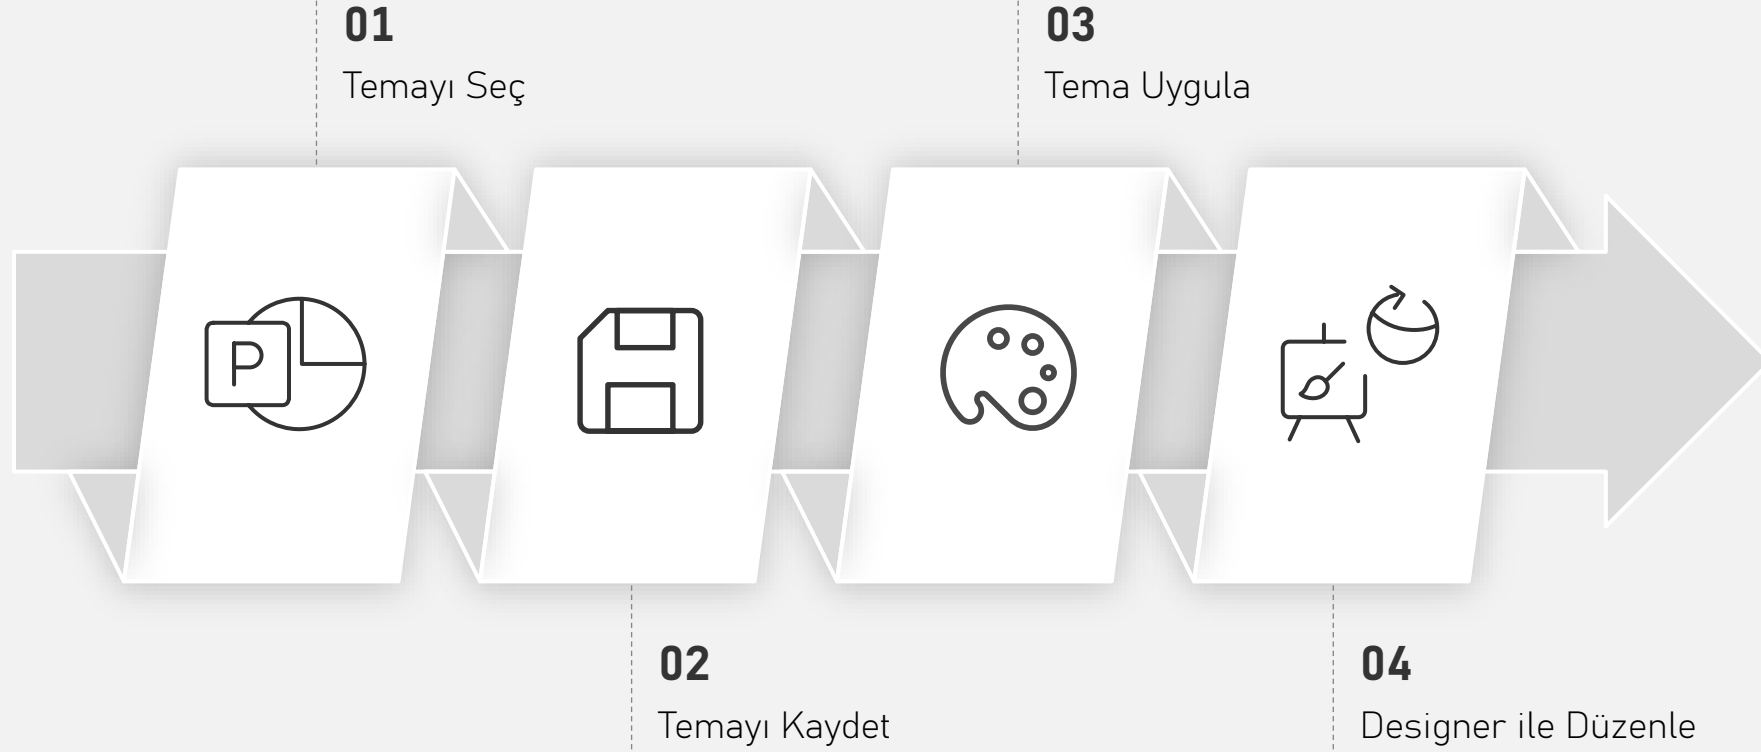 01
Temayı Seç
03
Tema Uygula
P
02
Temayı Kaydet
04
Designer ile Düzenle